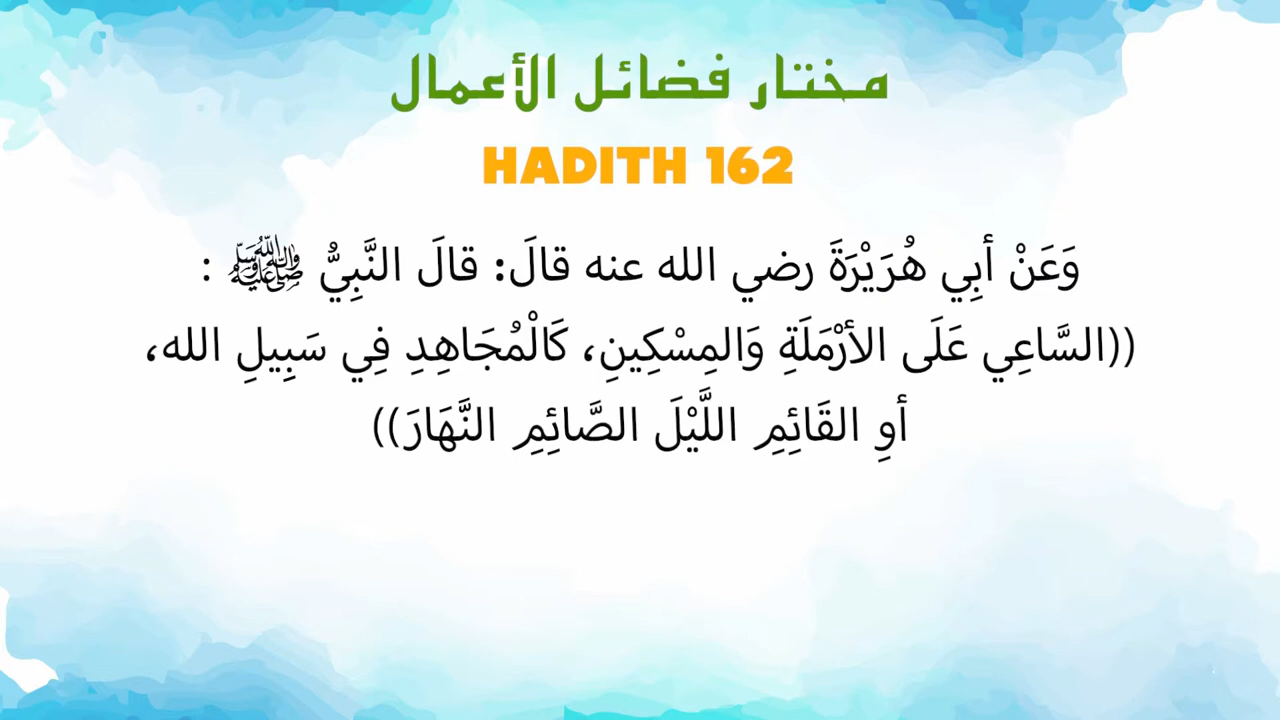 مختار فضائل الأعمال
HADITH 162
وَعَنْ أبِي هُرَيْرَةَ رضي الله عنه قالَ: قالَ النَّبِيُّ ﷺ :
((السَّاعِي عَلَى الأرْمَلَةِ وَالمِسْكِينِ، كَالْمُجَاهِدِ فِي سَبِيلِ الله،
أوِ القَائِمِ اللَّيْلَ الصَّائِمِ النَّهَارَ))